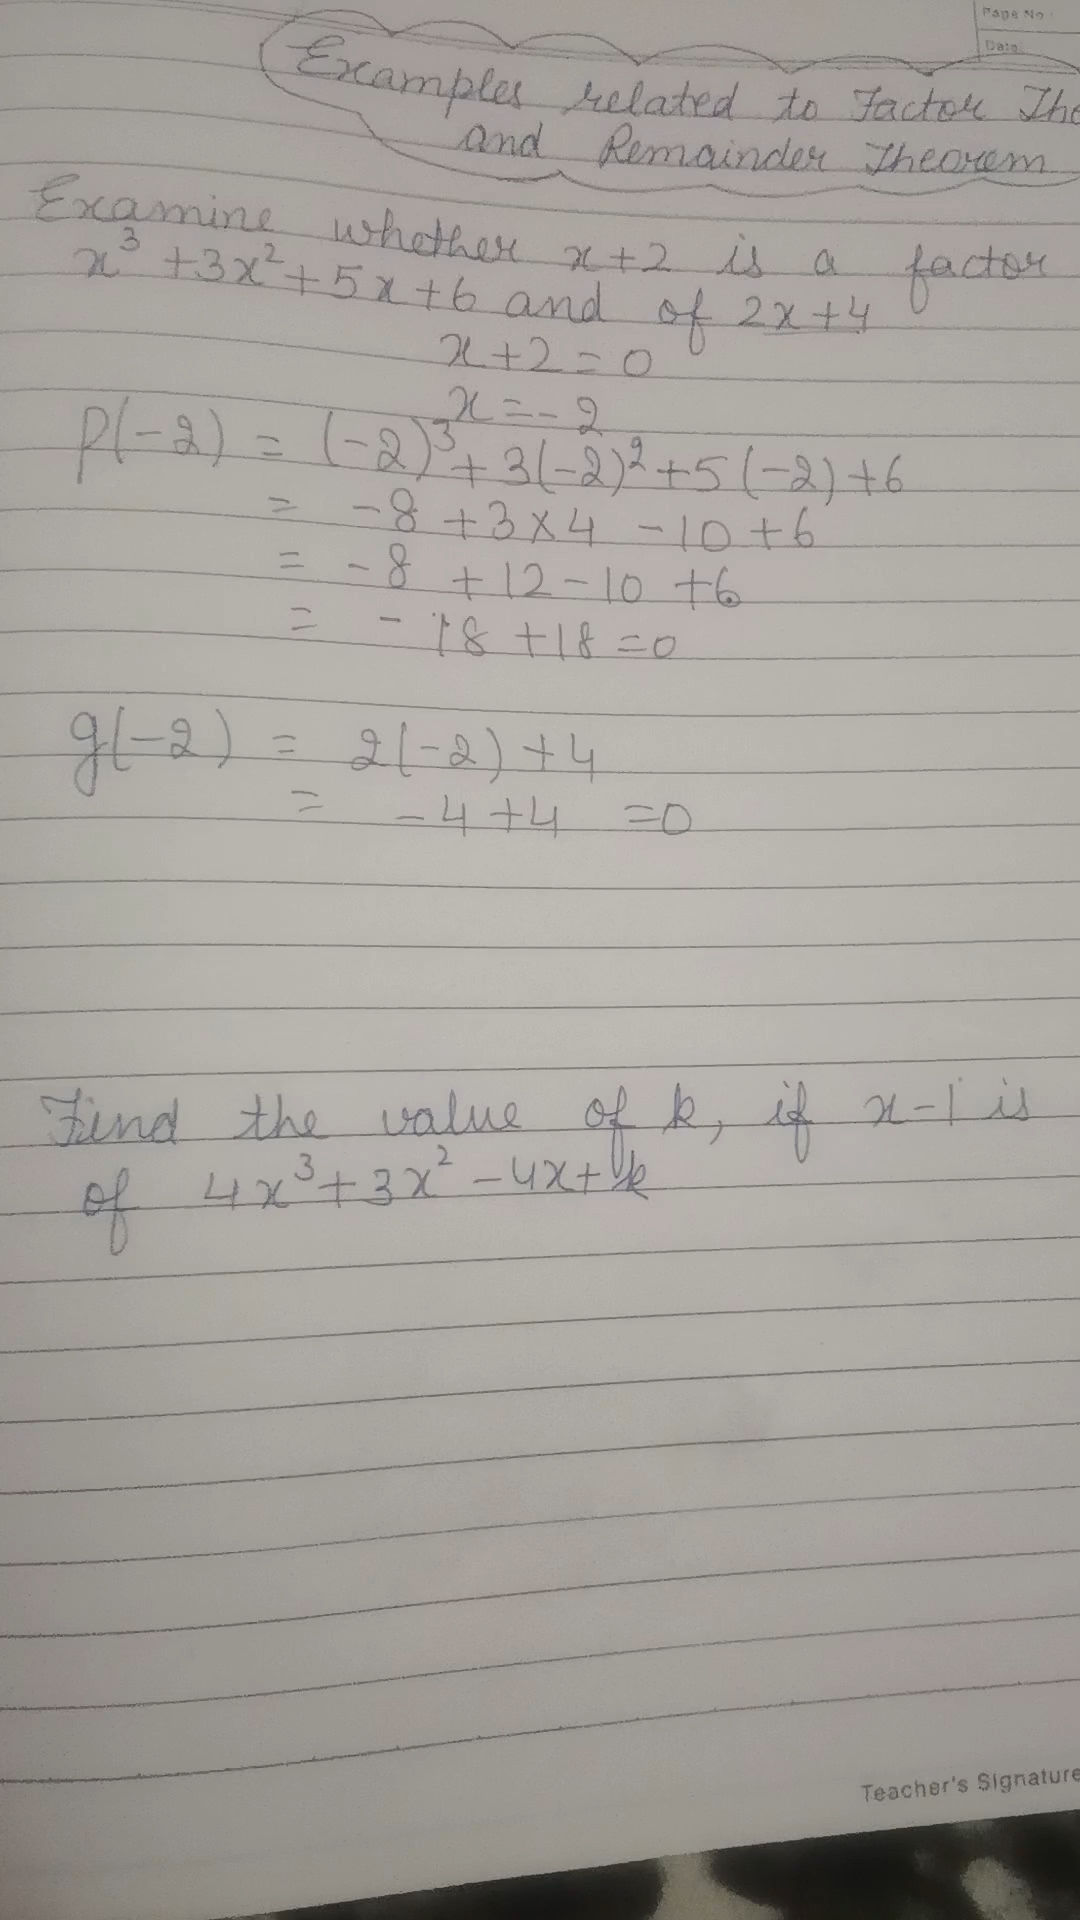 Page No
Date
Examples related to Factor The
and Remainder Theorem
Examine whether x+2 is a factor
x³ +3x²+5x+6 and of 2x+4
x+2=0
x=-2
p(-2) = (-2)³+3(-2)²+5(-2)+6
= -8 +3×4 -10+6
= -8 +12-10 +6
= -18 +18=0
g(-2) = 2(-2)+4
= -4+4 =0
Find the value of k, if x-1 is
of 4x³+3x²-4x+k
Teacher's Signature